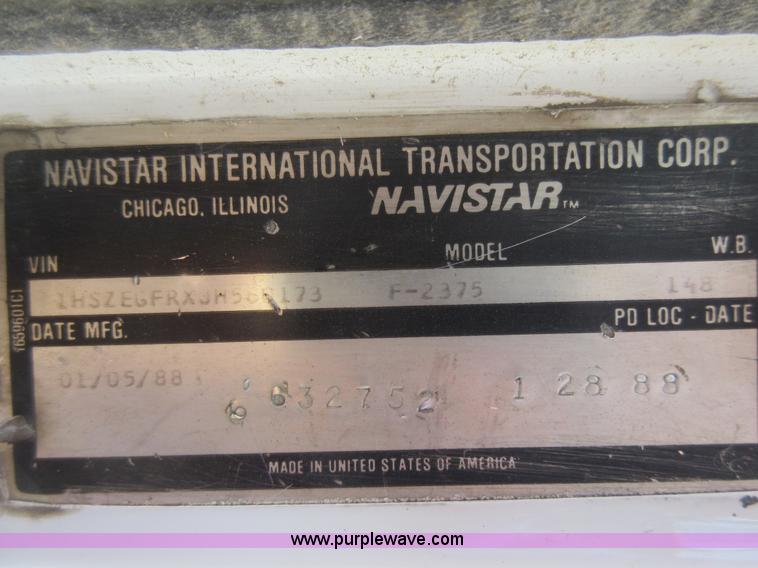 NAVISTAR INTERNATIONAL TRANSPORTATION CORP.
CHICAGO, ILLINOIS NAVISTAR TM
VIN MODEL W.B.
F-2375 148
DATE MFG. PD LOC - DATE
01/05/88 1 28 88
MADE IN UNITED STATES OF AMERICA
www.purplewave.com